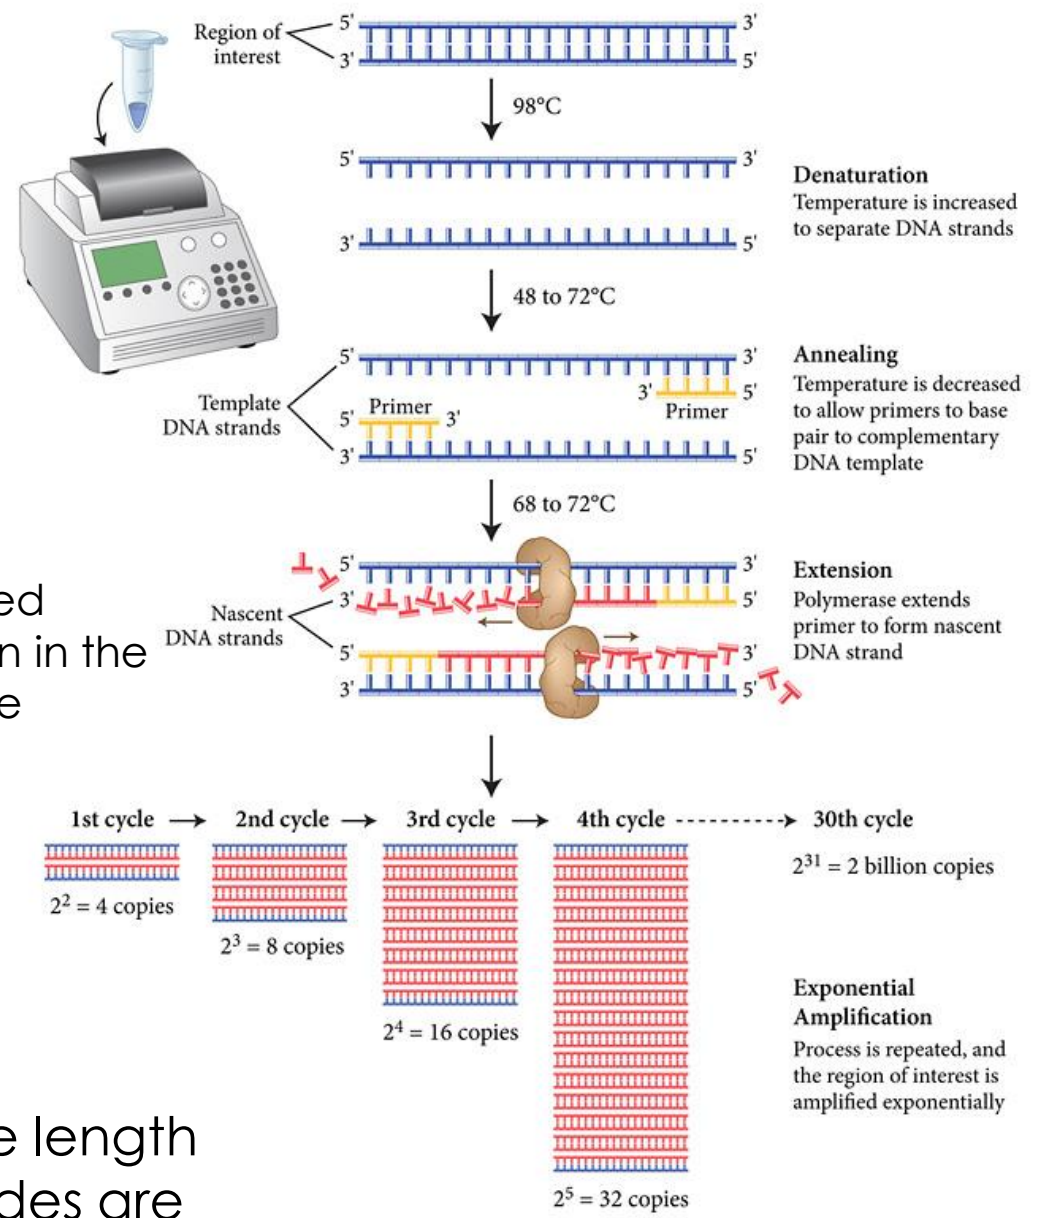 Region of
interest
5' 3'
3' 5'
98°C
5' 3'
3' 5'
Denaturation
Temperature is increased
to separate DNA strands
48 to 72°C
5' 3'
3' 5'
Primer
Template
DNA strands
Primer
5' 3'
3' 5'
Annealing
Temperature is decreased
to allow primers to base
pair to complementary
DNA template
68 to 72°C
5' 3'
3' 5'
Nascent
DNA strands
5' 3'
3' 5'
Extension
Polymerase extends
primer to form nascent
DNA strand
ed
n in the
e
1st cycle 2nd cycle 3rd cycle 4th cycle 30th cycle
2² = 4 copies
2³ = 8 copies
2⁴ = 16 copies
2⁵ = 32 copies
2³¹ = 2 billion copies
Exponential
Amplification
Process is repeated, and
the region of interest is
amplified exponentially
e length
des are